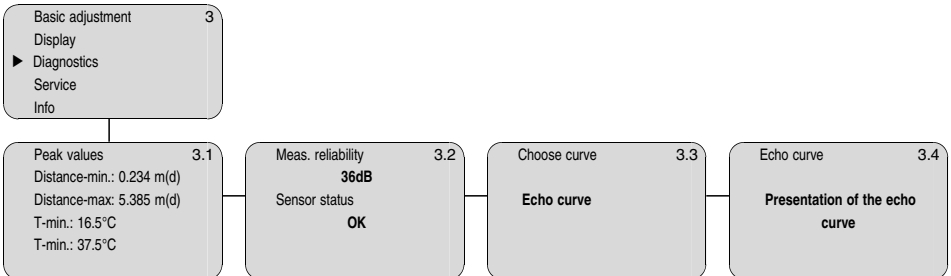 Basic adjustment 3
Display
▶ Diagnostics
Service
Info
Peak values 3.1
Distance-min.: 0.234 m(d)
Distance-max: 5.385 m(d)
T-min.: 16.5°C
T-min.: 37.5°C
Meas. reliability 3.2
36dB
Sensor status
OK
Choose curve 3.3
Echo curve
Echo curve 3.4
Presentation of the echo
curve